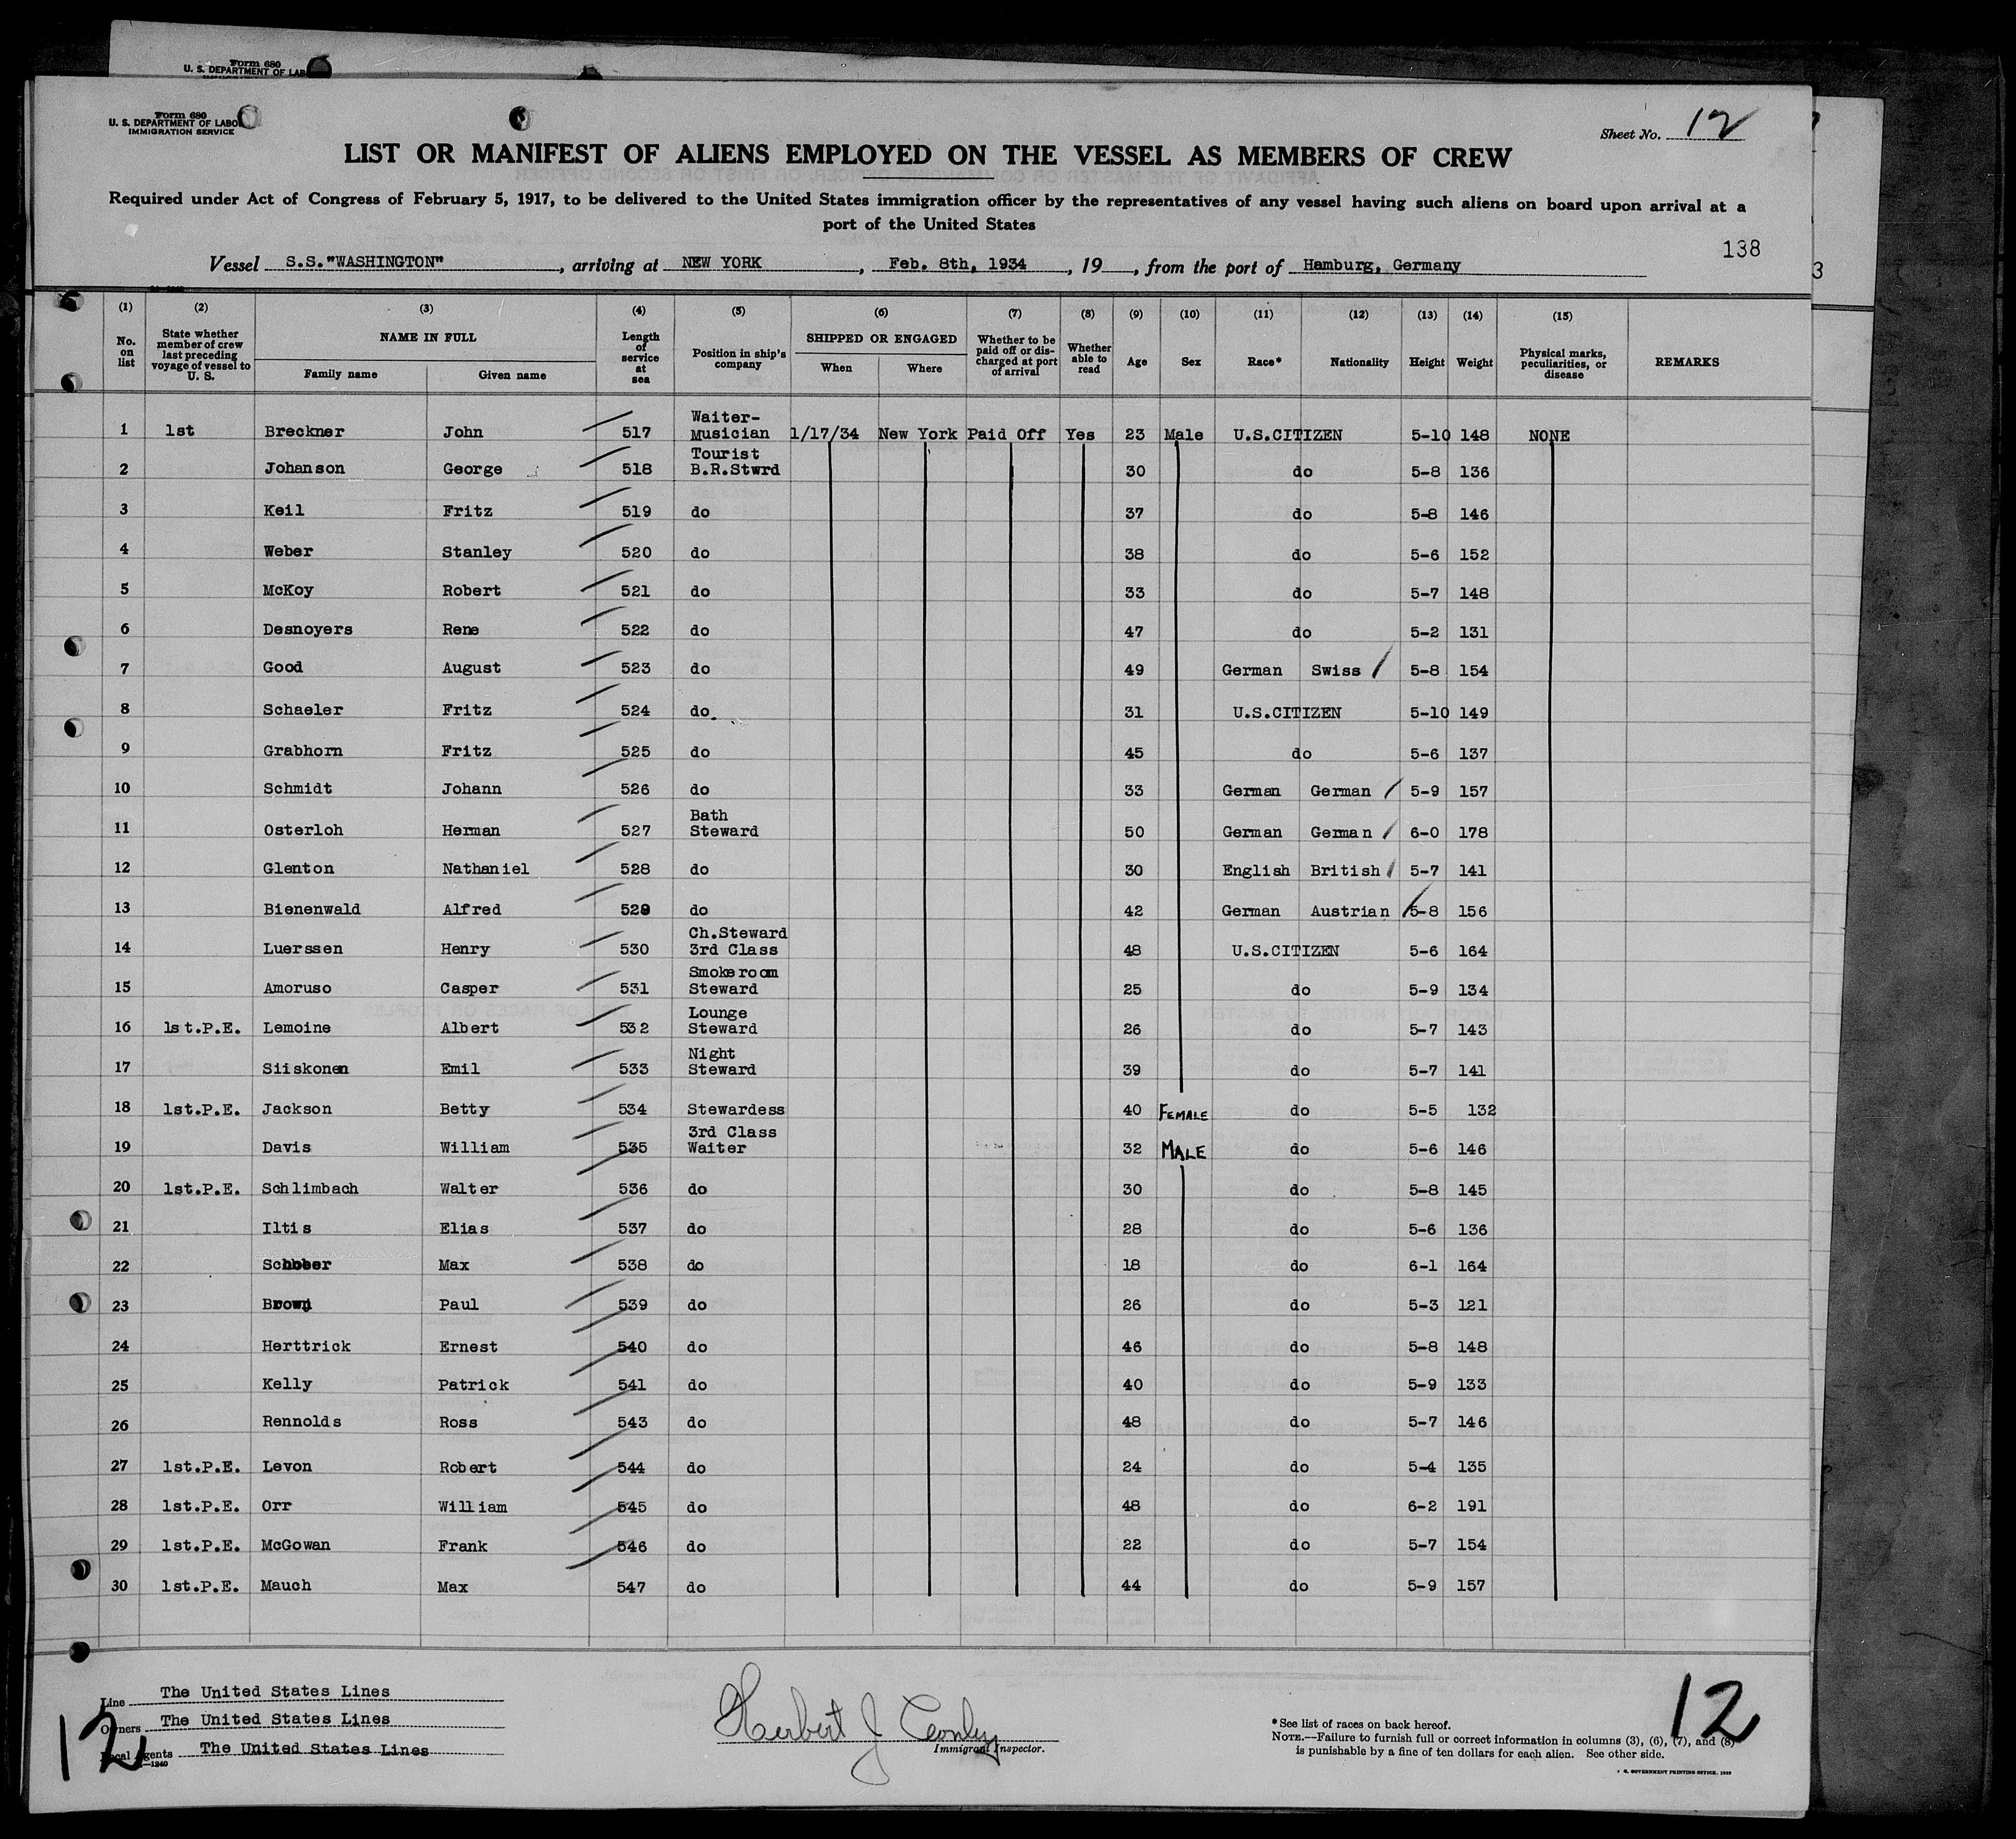 Form 680
U. S. DEPARTMENT OF LAB
Form 680
U. S. DEPARTMENT OF LABO
IMMIGRATION SERVICE
Sheet No. 12
LIST OR MANIFEST OF ALIENS EMPLOYED ON THE VESSEL AS MEMBERS OF CREW
Required under Act of Congress of February 5, 1917, to be delivered to the United States immigration officer by the representatives of any vessel having such aliens on board upon arrival at a
port of the United States
138
Vessel S.S."WASHINGTON", arriving at NEW YORK, Feb. 8th, 1934, 19, from the port of Hamburg, Germany
3
(1) (2) (3) (4) (5) (6) (7) (8) (9) (10) (11) (12) (13) (14) (15)
No. on list
State whether member of crew last preceding voyage of vessel to U. S.
NAME IN FULL
Family name Given name
Length of service at sea
Position in ship's company
SHIPPED OR ENGAGED
When Where
Whether to be paid off or discharged at port of arrival
Whether able to read
Age Sex Race* Nationality Height Weight
Physical marks, peculiarities, or disease
REMARKS
1 1st Breckner John 517 Waiter-Musician 1/17/34 New York Paid Off Yes 23 Male U.S.CITIZEN 5-10 148 NONE
2 Johanson George 518 Tourist B.R.Stwrd 30 do 5-8 136
3 Keil Fritz 519 do 37 do 5-8 146
4 Weber Stanley 520 do 38 do 5-6 152
5 McKoy Robert 521 do 33 do 5-7 148
6 Desnoyers Rene 522 do 47 do 5-2 131
7 Good August 523 do 49 German Swiss 5-8 154
8 Schaeler Fritz 524 do. 31 U.S.CITIZEN 5-10 149
9 Grabhorn Fritz 525 do 45 do 5-6 137
10 Schmidt Johann 526 do 33 German German 5-9 157
11 Osterloh Herman 527 Bath Steward 50 German German 6-0 178
12 Glenton Nathaniel 528 do 30 English British 5-7 141
13 Bienenwald Alfred 529 do 42 German Austrian 5-8 156
14 Luerssen Henry 530 Ch.Steward 3rd Class 48 U.S.CITIZEN 5-6 164
15 Amoruso Casper 531 Smokeroom Steward 25 do 5-9 134
16 1st.P.E. Lemoine Albert 532 Lounge Steward 26 do 5-7 143
17 Siiskonen Emil 533 Night Steward 39 do 5-7 141
18 1st.P.E. Jackson Betty 534 Stewardess 40 FEMALE do 5-5 132
19 Davis William 535 3rd Class Waiter 32 MALE do 5-6 146
20 1st.P.E. Schlimbach Walter 536 do 30 do 5-8 145
21 Iltis Elias 537 do 28 do 5-6 136
22 Max 538 do 18 do 6-1 164
23 Brown Paul 539 do 26 do 5-3 121
24 Herttrick Ernest 540 do 46 do 5-8 148
25 Kelly Patrick 541 do 40 do 5-9 133
26 Rennolds Ross 543 do 48 do 5-7 146
27 1st.P.E. Levon Robert 544 do 24 do 5-4 135
28 1st.P.E. Orr William 545 do 48 do 6-2 191
29 1st.P.E. McGowan Frank 546 do 22 do 5-7 154
30 1st.P.E. Mauch Max 547 do 44 do 5-9 157
Line The United States Lines
Owners The United States Lines
Local Agents The United States Lines
12
Herbert J
Immigrant Inspector.
*See list of races on back hereof.
NOTE.—Failure to furnish full or correct information in columns (3), (6), (7), and (8)
is punishable by a fine of ten dollars for each alien. See other side.
12
GOVERNMENT PRINTING OFFICE